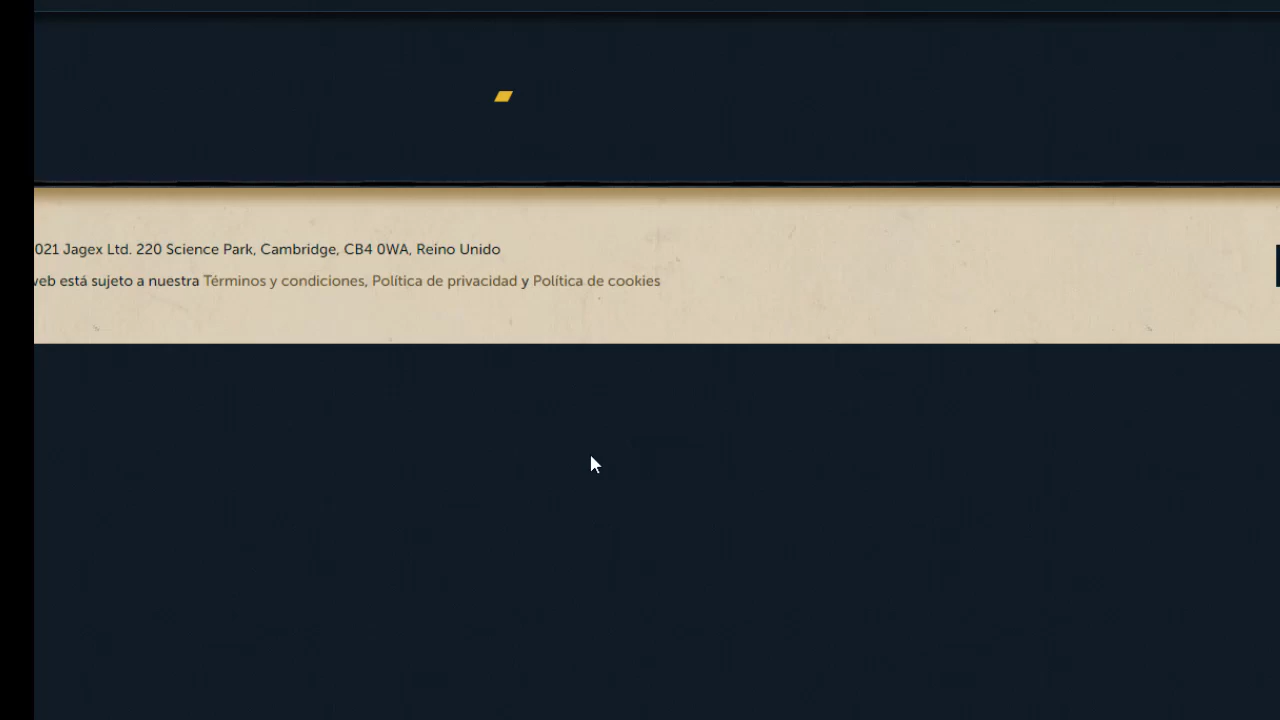 021 Jagex Ltd. 220 Science Park, Cambridge, CB4 0WA, Reino Unido
web está sujeto a nuestra Términos y condiciones, Política de privacidad y Política de cookies